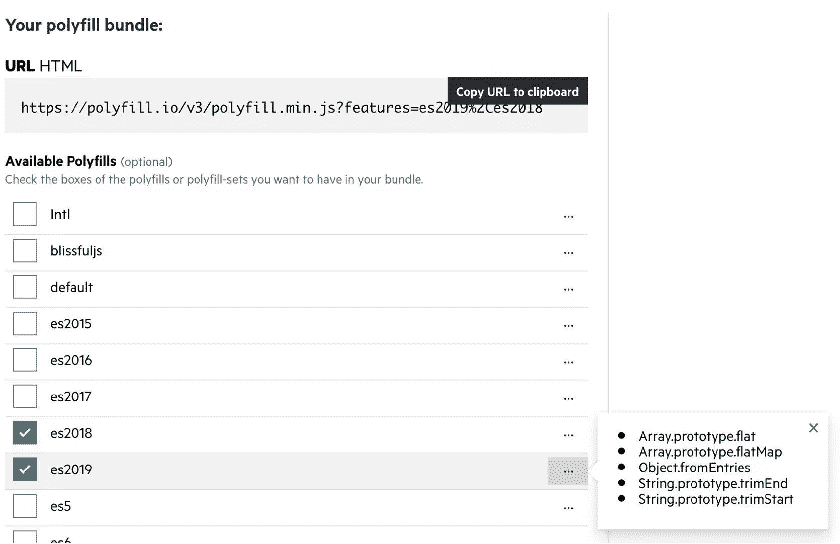 Your polyfill bundle:
URL HTML
Copy URL to clipboard
https://polyfill.io/v3/polyfill.min.js?features=es2019%2Ces2018
Available Polyfills (optional)
Check the boxes of the polyfills or polyfill-sets you want to have in your bundle.
Intl ...
blissfuljs ...
default ...
es2015 ...
es2016 ...
es2017 ...
es2018 ...
es2019 ...
es5 ...
es6
Array.prototype.flat
Array.prototype.flatMap
Object.fromEntries
String.prototype.trimEnd
String.prototype.trimStart